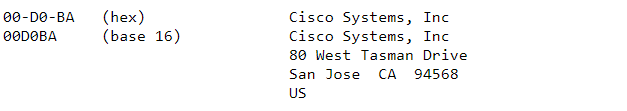 00-D0-BA   (hex)		Cisco Systems, Inc
00D0BA     (base 16)		Cisco Systems, Inc
				80 West Tasman Drive
				San Jose  CA  94568
				US